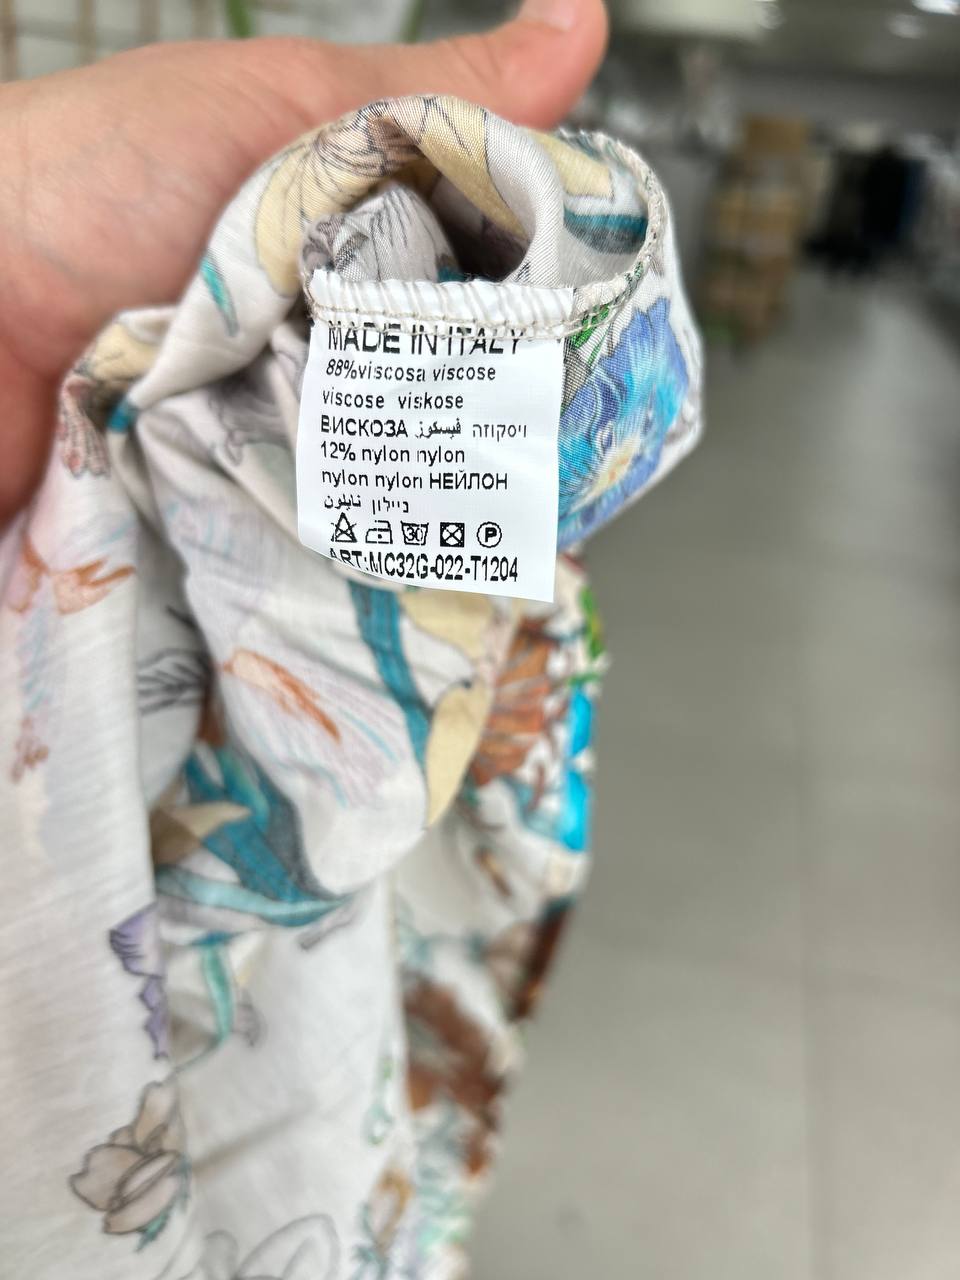 MADE IN ITALY
88%viscosa viscose
viscose viskose
ВИСКОЗА فيسكوز ויסקוזה
12% nylon nylon
nylon nylon НЕЙЛОН
ניילון نايلون
30 P
ART:MC32G-022-T1204